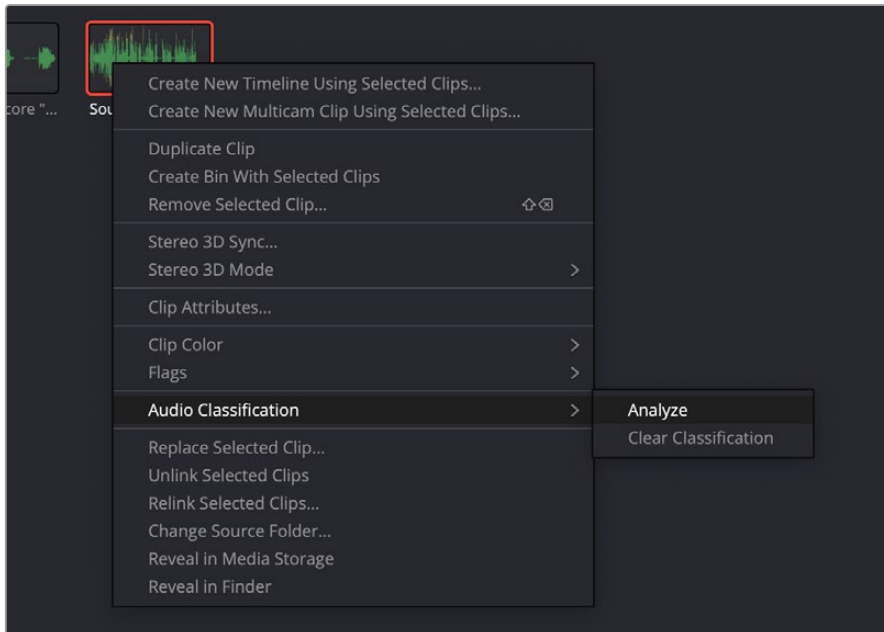 core "...
Sou
Create New Timeline Using Selected Clips...
Create New Multicam Clip Using Selected Clips...
Duplicate Clip
Create Bin With Selected Clips
Remove Selected Clip...
Stereo 3D Sync...
Stereo 3D Mode
Clip Attributes...
Clip Color
Flags
Audio Classification
Analyze
Clear Classification
Replace Selected Clip...
Unlink Selected Clips
Relink Selected Clips...
Change Source Folder...
Reveal in Media Storage
Reveal in Finder